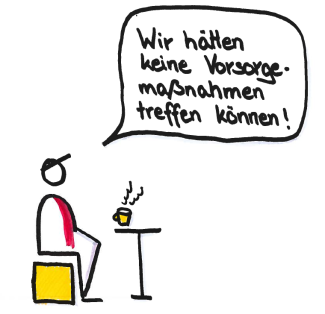 Wir hätten
keine Vorsorge-
maßnahmen
treffen können!